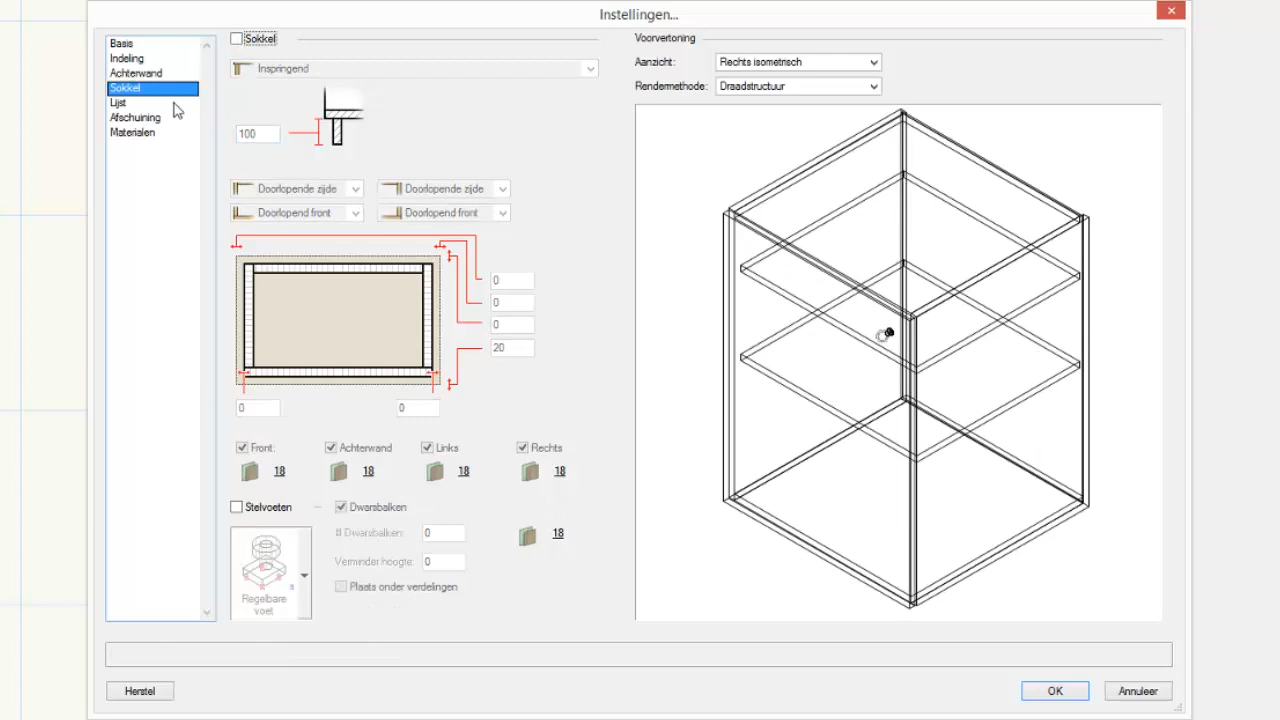 Instellingen...
Basis
Indeling
Achterwand
Sokkel
Lijst
Afschuining
Materialen
Sokkel
Inspringend
100
Doorlopende zijde
Doorlopende zijde
Doorlopend front
Doorlopend front
0
0
0
20
0
0
Front:
Achterwand
Links
Rechts
18
18
18
18
Stelvoeten
Dwarsbalken
# Dwarsbalken:
0
18
Verminder hoogte:
0
Plaats onder verdelingen
Regelbare
voet
Voorvertoning
Aanzicht:
Rechts isometrisch
Rendermethode:
Draadstructuur
Herstel
OK
Annuleer